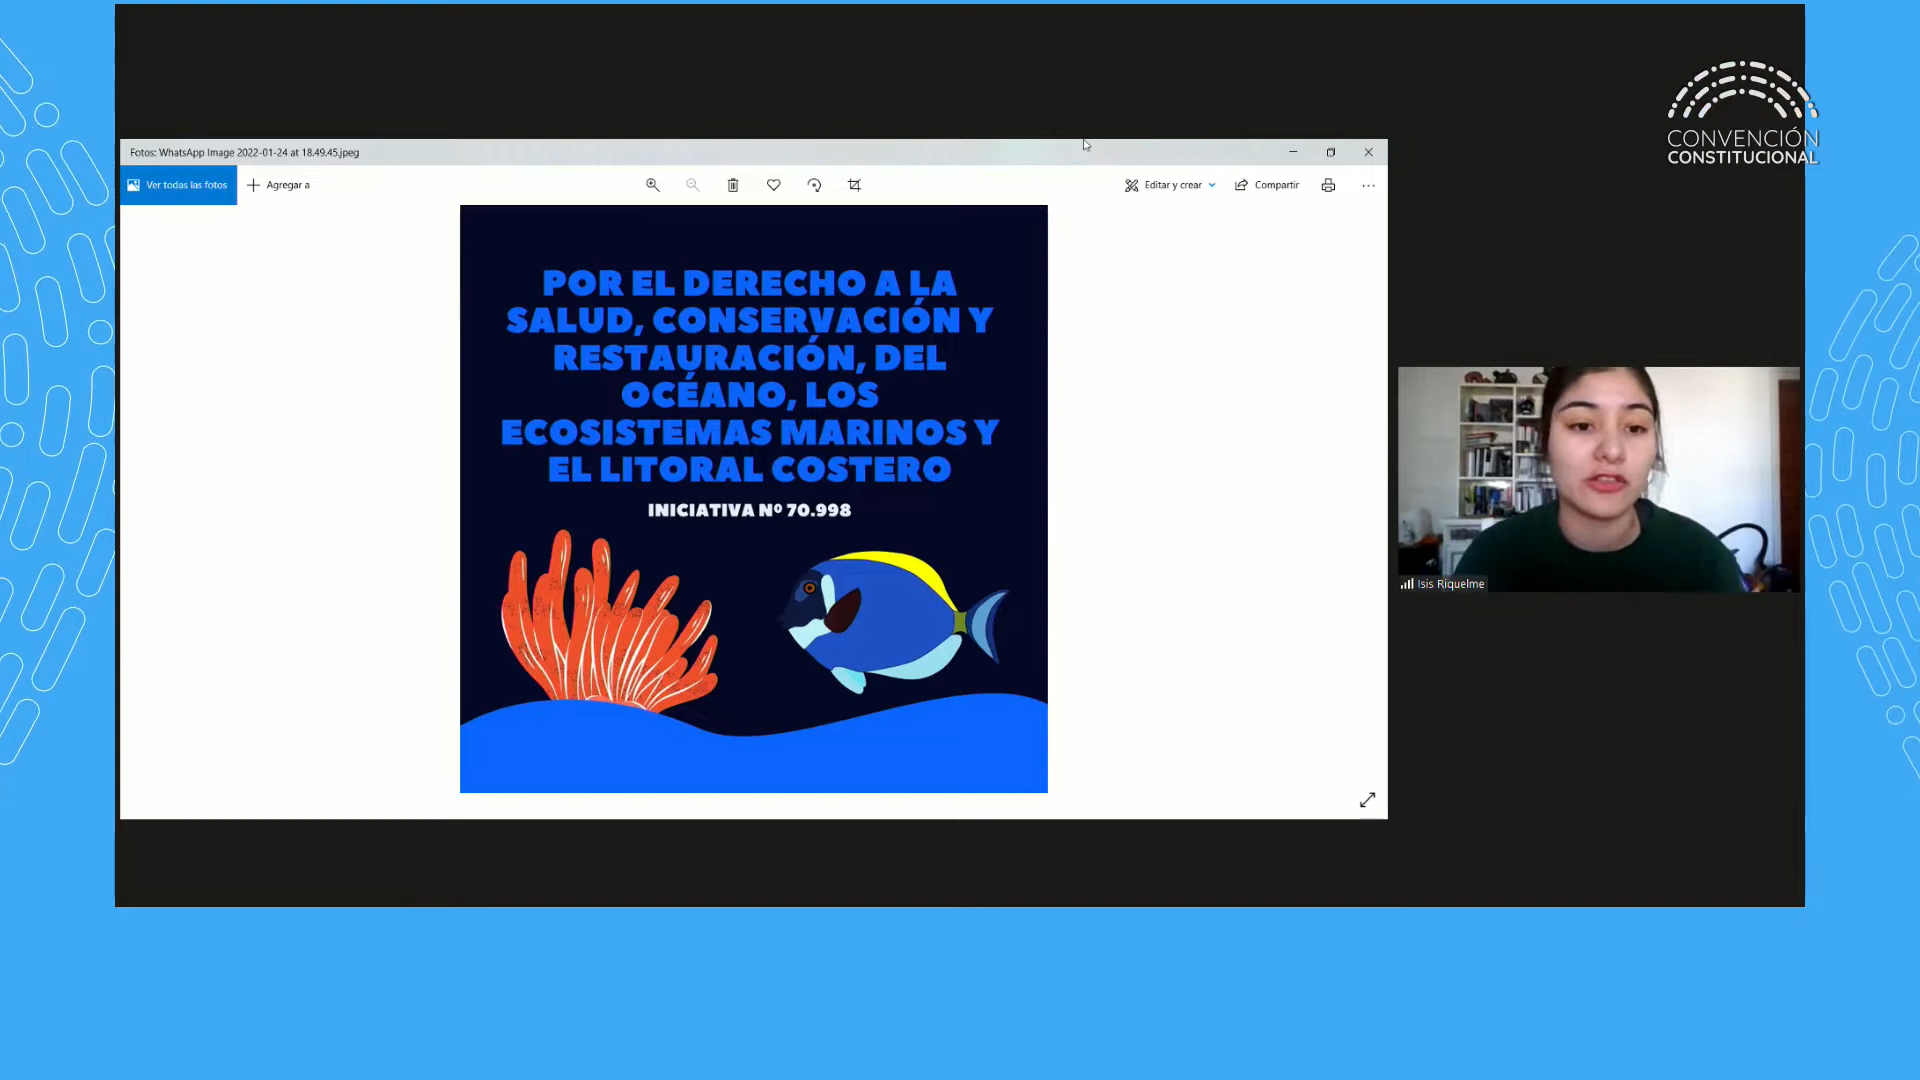 CONVENCIÓN
CONSTITUCIONAL
Fotos: WhatsApp Image 2022-01-24 at 18.49.45.jpeg
Ver todas las fotos
Agregar a
Editar y crear
Compartir
POR EL DERECHO A LA
SALUD, CONSERVACIÓN Y
RESTAURACIÓN, DEL
OCÉANO, LOS
ECOSISTEMAS MARINOS Y
EL LITORAL COSTERO
INICIATIVA Nº 70.998
Isis Riquelme